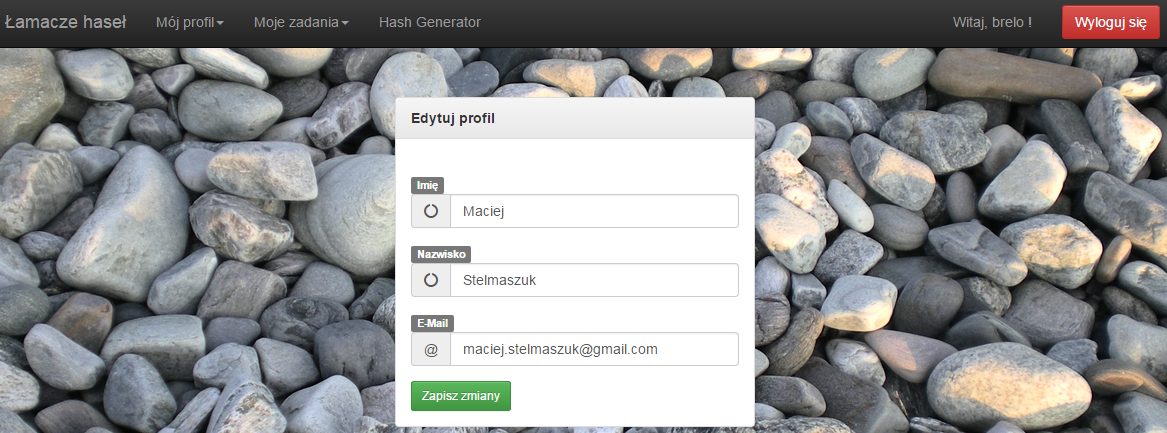 Łamacze haseł Mój profil Moje zadania Hash Generator Witaj, brelo ! Wyloguj się
Edytuj profil
Imię
Maciej
Nazwisko
Stelmaszuk
E-Mail
@ maciej.stelmaszuk@gmail.com
Zapisz zmiany